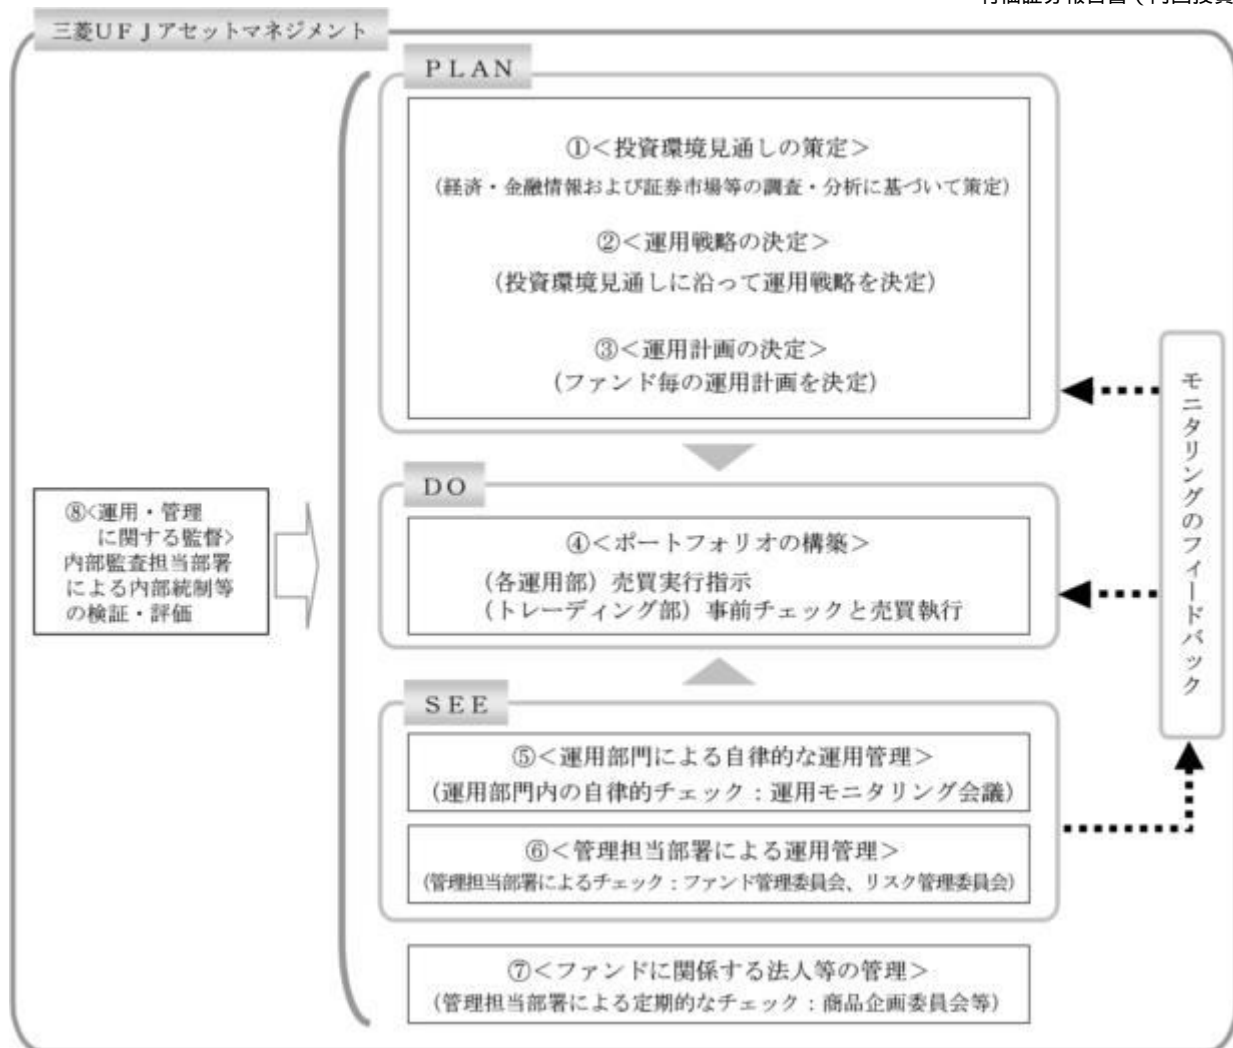 三菱ＵＦＪアセットマネジメント
ＰＬＡＮ
①＜投資環境見通しの策定＞
（経済・金融情報および証券市場等の調査・分析に基づいて策定）
②＜運用戦略の決定＞
（投資環境見通しに沿って運用戦略を決定）
③＜運用計画の決定＞
（ファンド毎の運用計画を決定）
ＤＯ
④＜ポートフォリオの構築＞
（各運用部）売買実行指示
（トレーディング部）事前チェックと売買執行
ＳＥＥ
⑤＜運用部門による自律的な運用管理＞
（運用部門内の自律的チェック：運用モニタリング会議）
⑥＜管理担当部署による運用管理＞
（管理担当部署によるチェック：ファンド管理委員会、リスク管理委員会）
⑦＜ファンドに関係する法人等の管理＞
（管理担当部署による定期的なチェック：商品企画委員会等）
⑧＜運用・管理
に関する監督＞
内部監査担当部署
による内部統制等
の検証・評価
モニタリングのフィードバック